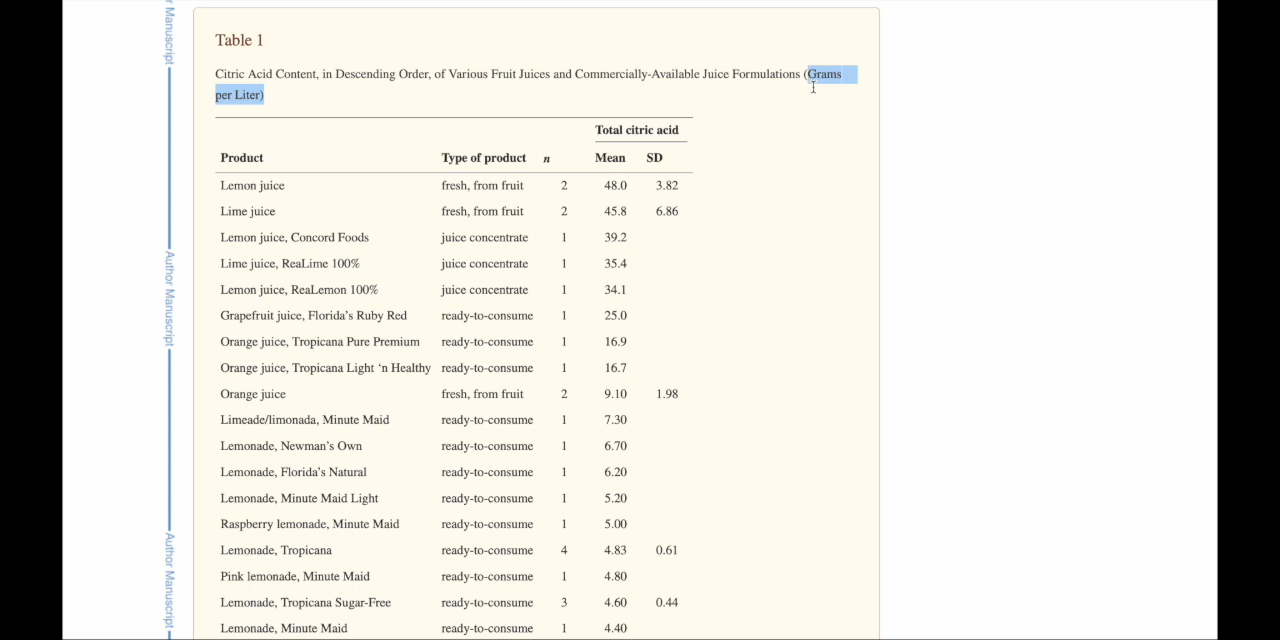 Table 1
Citric Acid Content, in Descending Order, of Various Fruit Juices and Commercially-Available Juice Formulations (Grams
per Liter)
Total citric acid
Product Type of product n Mean SD
Lemon juice fresh, from fruit 2 48.0 3.82
Lime juice fresh, from fruit 2 45.8 6.86
Lemon juice, Concord Foods juice concentrate 1 39.2
Lime juice, ReaLime 100% juice concentrate 1 35.4
Lemon juice, ReaLemon 100% juice concentrate 1 34.1
Grapefruit juice, Florida’s Ruby Red ready-to-consume 1 25.0
Orange juice, Tropicana Pure Premium ready-to-consume 1 16.9
Orange juice, Tropicana Light ‘n Healthy ready-to-consume 1 16.7
Orange juice fresh, from fruit 2 9.10 1.98
Limeade/limonada, Minute Maid ready-to-consume 1 7.30
Lemonade, Newman’s Own ready-to-consume 1 6.70
Lemonade, Florida’s Natural ready-to-consume 1 6.20
Lemonade, Minute Maid Light ready-to-consume 1 5.20
Raspberry lemonade, Minute Maid ready-to-consume 1 5.00
Lemonade, Tropicana ready-to-consume 4 4.83 0.61
Pink lemonade, Minute Maid ready-to-consume 1 4.80
Lemonade, Tropicana Sugar-Free ready-to-consume 3 4.60 0.44
Lemonade, Minute Maid ready-to-consume 1 4.40
Manuscript
Author Manuscript
Author Manuscript